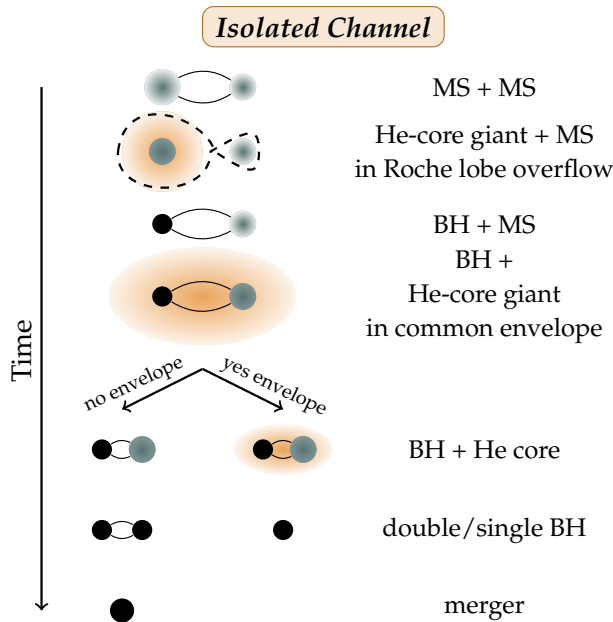 Isolated Channel
Time
MS + MS
He-core giant + MS
in Roche lobe overflow
BH + MS
BH +
He-core giant
in common envelope
no envelope
yes envelope
BH + He core
double/single BH
merger